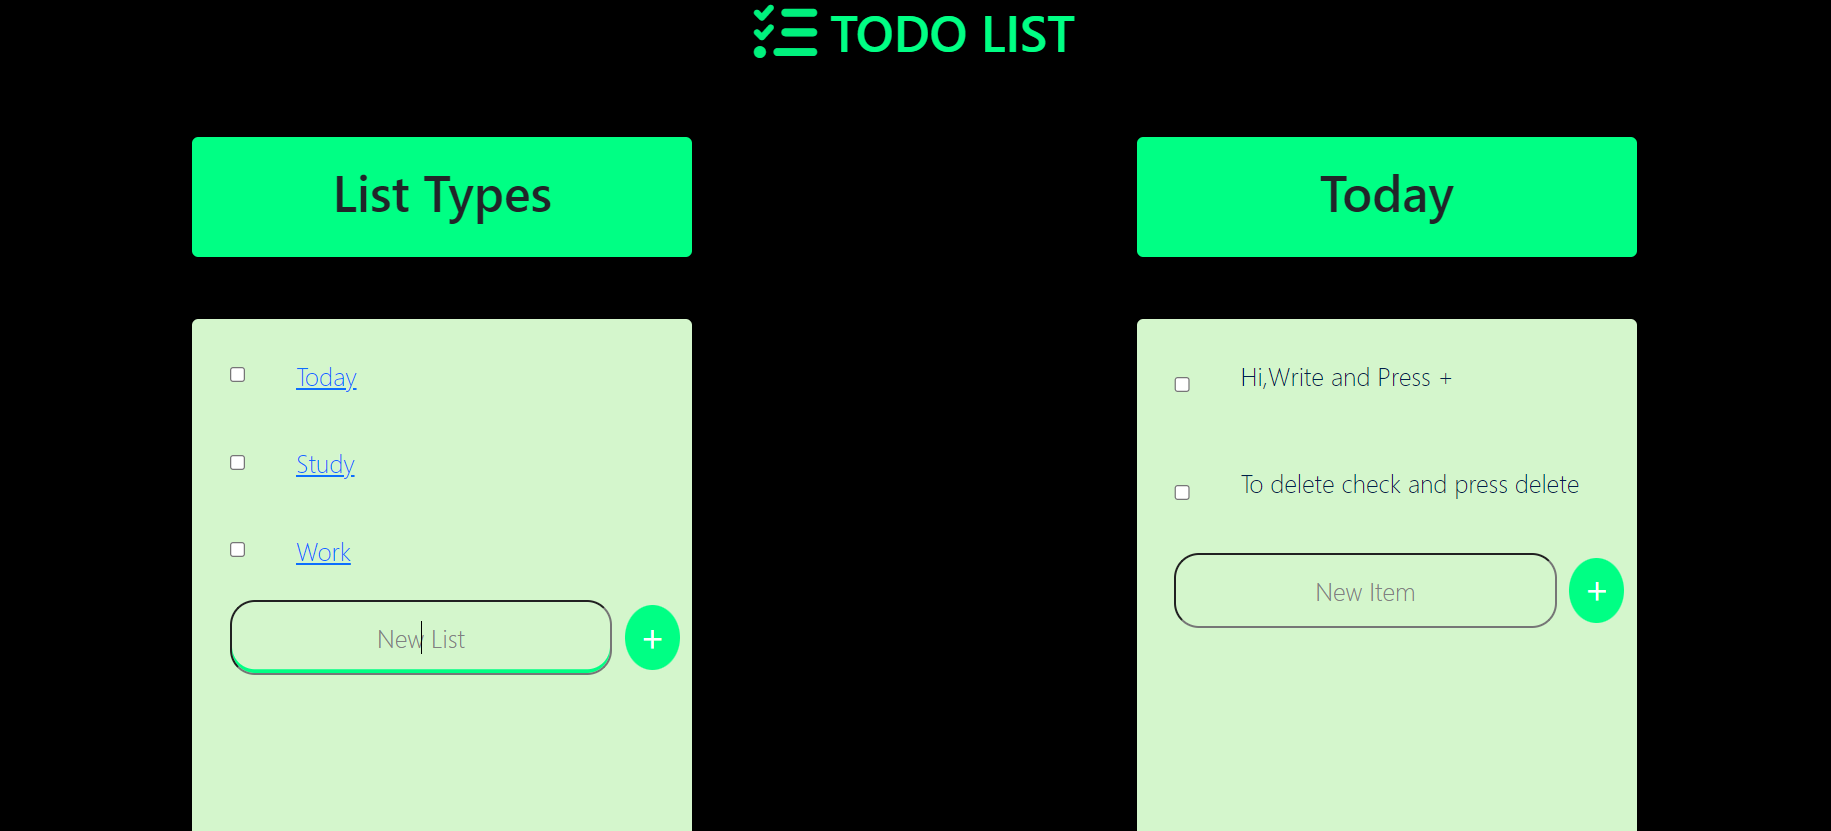 TODO LIST
List Types
Today
Study
Work
New List
+
Today
Hi,Write and Press +
To delete check and press delete
New Item
+